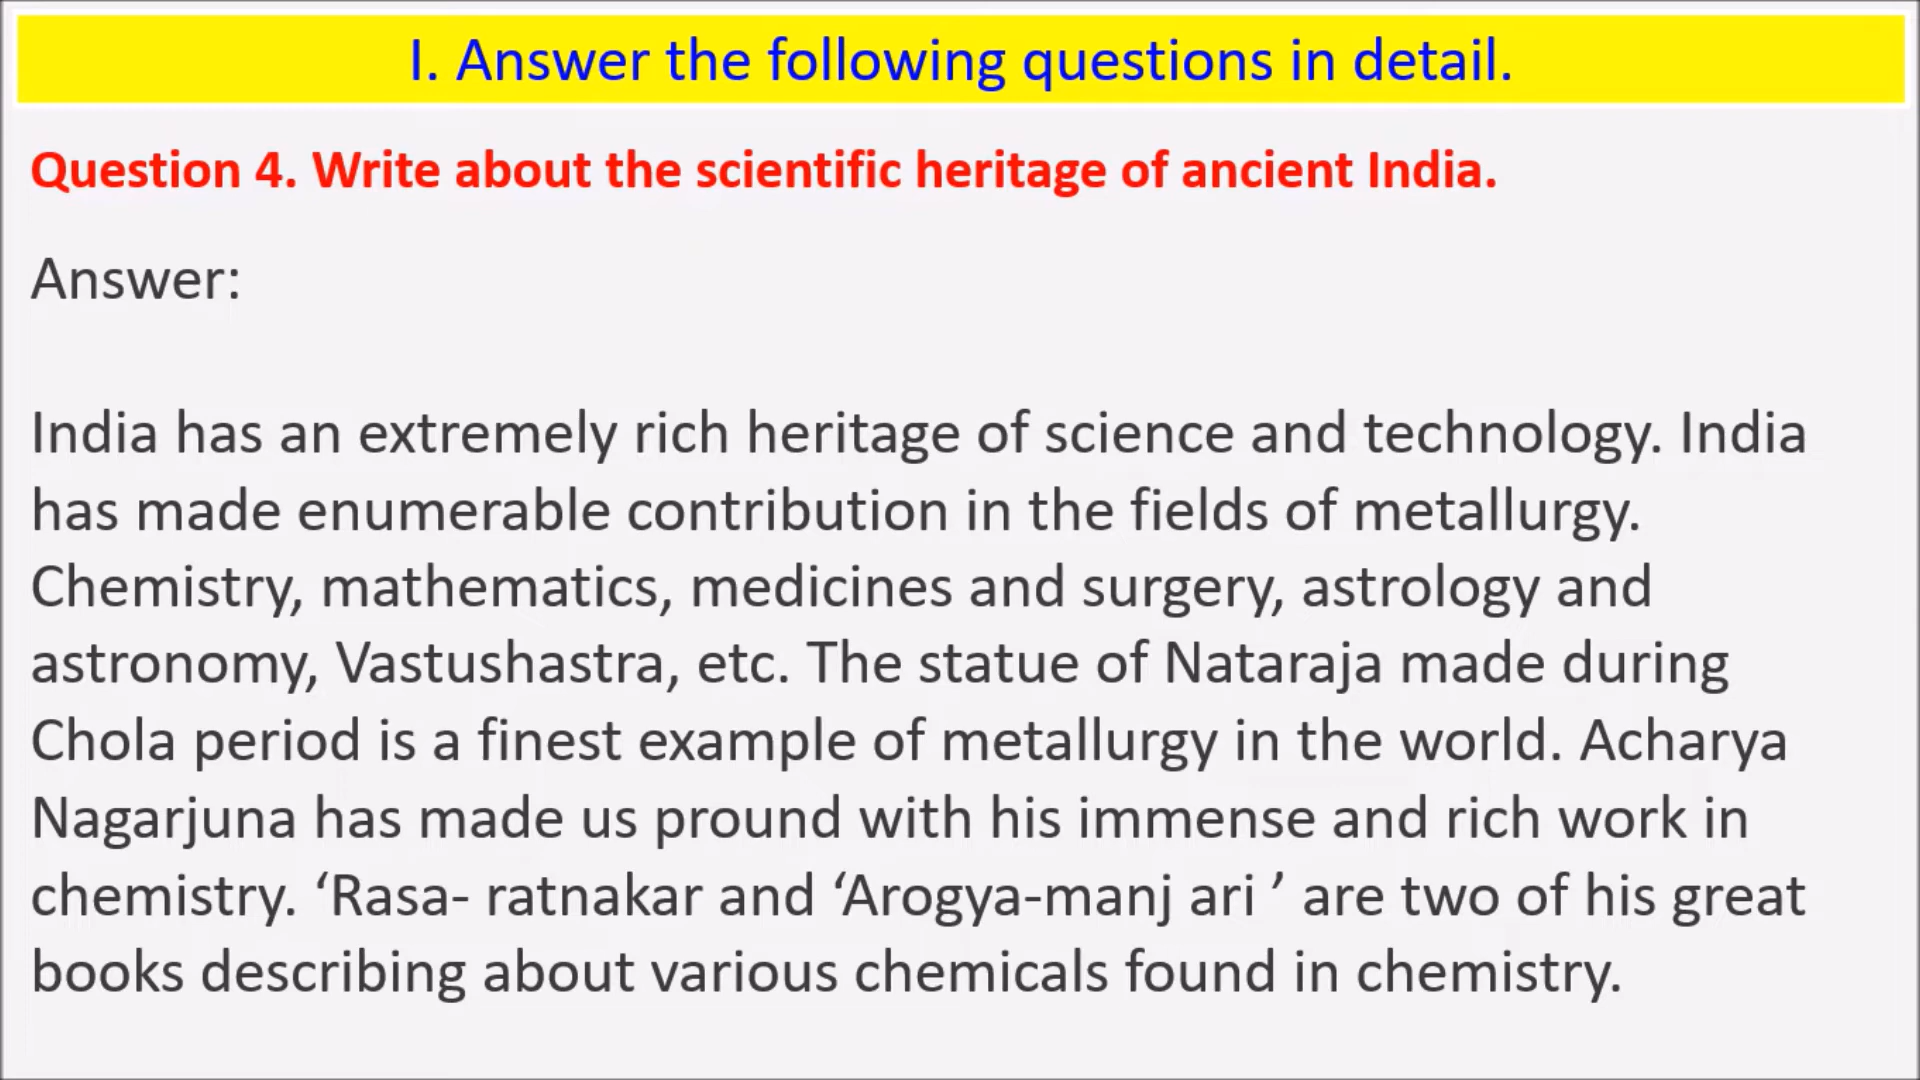 I. Answer the following questions in detail.
Question 4. Write about the scientific heritage of ancient India.
Answer:
India has an extremely rich heritage of science and technology. India
has made enumerable contribution in the fields of metallurgy.
Chemistry, mathematics, medicines and surgery, astrology and
astronomy, Vastushastra, etc. The statue of Nataraja made during
Chola period is a finest example of metallurgy in the world. Acharya
Nagarjuna has made us pround with his immense and rich work in
chemistry. ‘Rasa- ratnakar and ‘Arogya-manj ari ’ are two of his great
books describing about various chemicals found in chemistry.